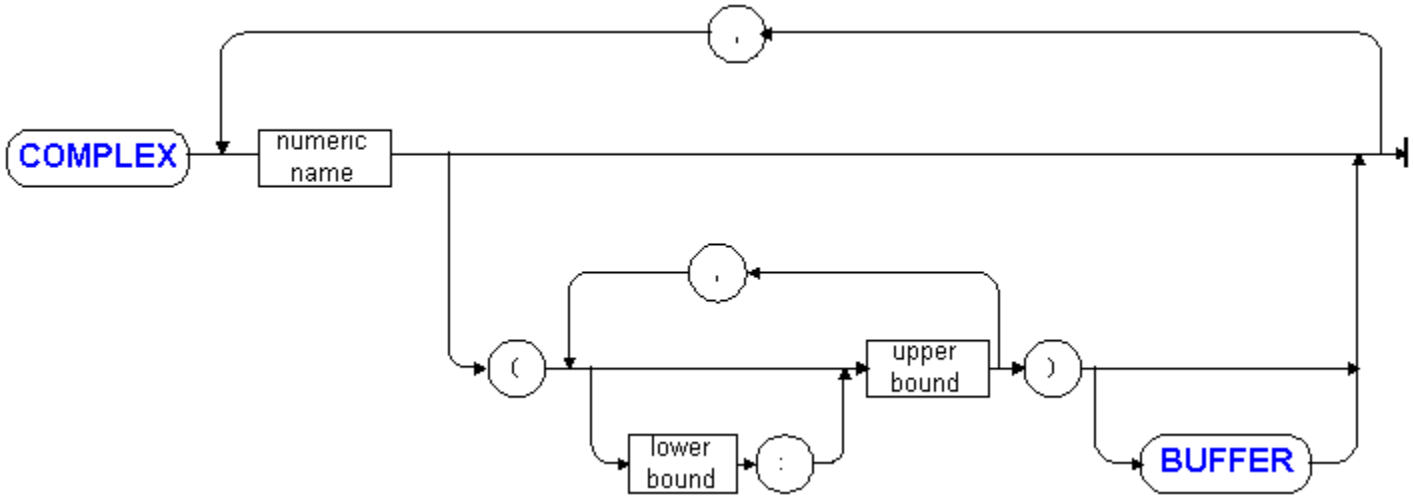 ,
COMPLEX
numeric
name
,
(
upper
bound
)
lower
bound
:
BUFFER